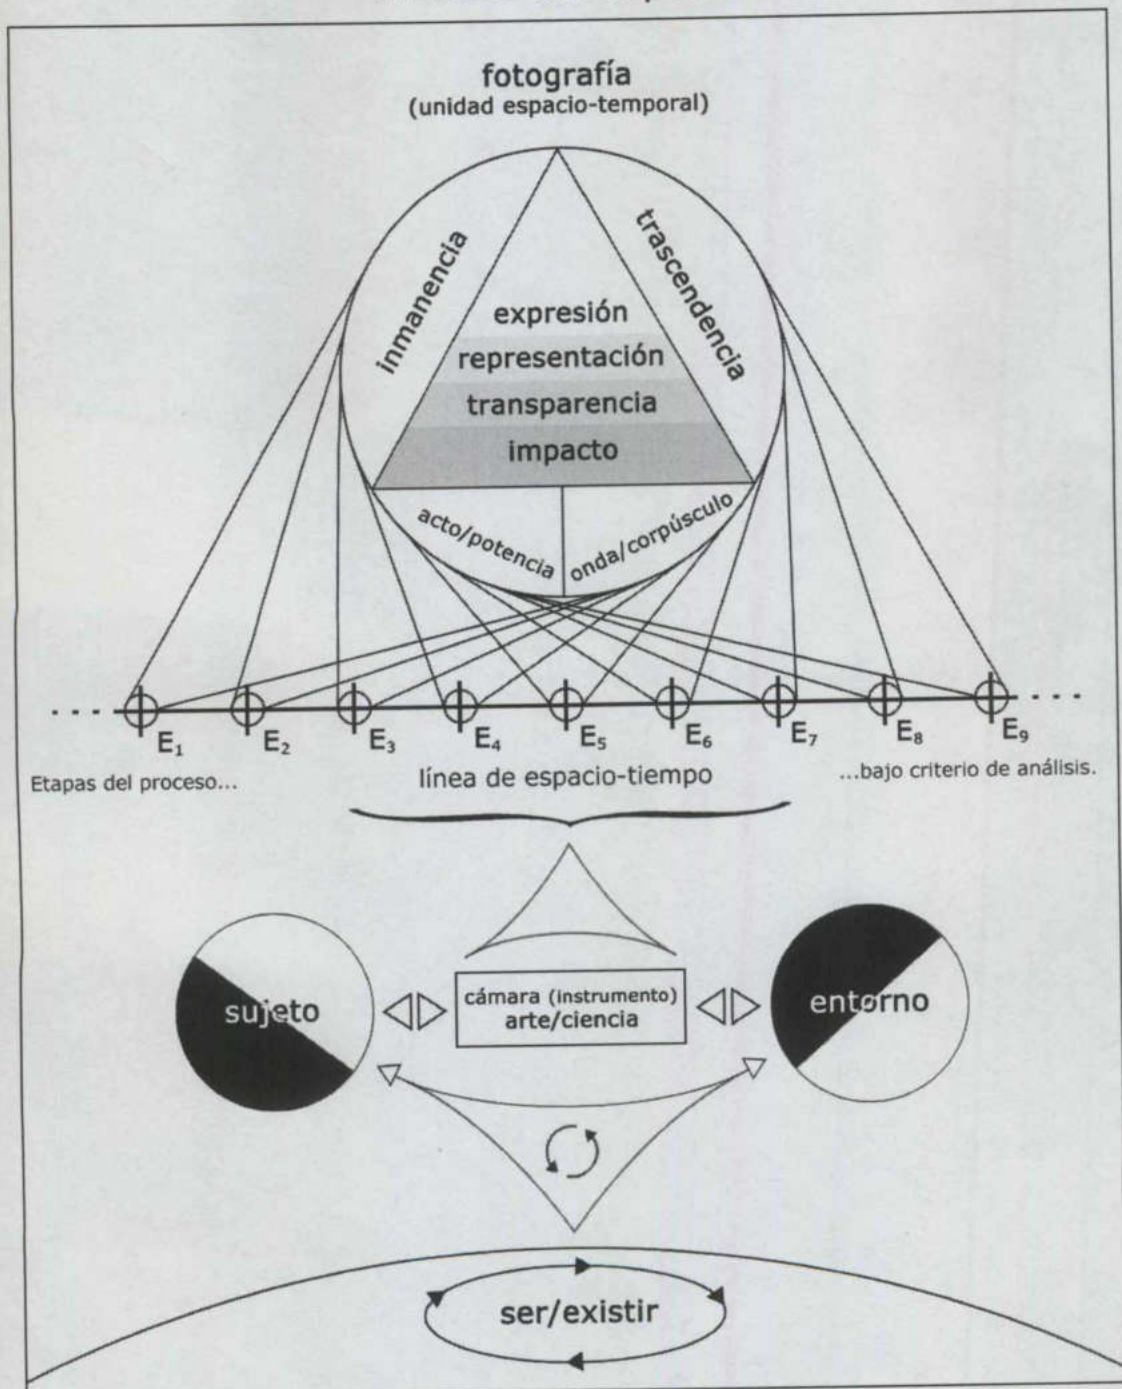 fotografía
(unidad espacio-temporal)
inmanencia
trascendencia
expresión
representación
transparencia
impacto
acto/potencia
onda/corpúsculo
E₁ E₂ E₃ E₄ E₅ E₆ E₇ E₈ E₉
Etapas del proceso...
línea de espacio-tiempo
...bajo criterio de análisis.
sujeto
cámara (instrumento)
arte/ciencia
entorno
ser/existir